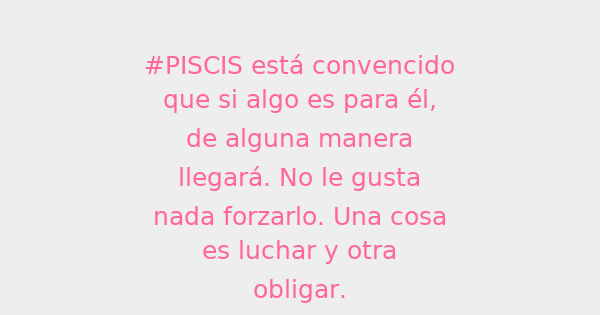 #PISCIS está convencido
que si algo es para él,
de alguna manera
llegará. No le gusta
nada forzarlo. Una cosa
es luchar y otra
obligar.